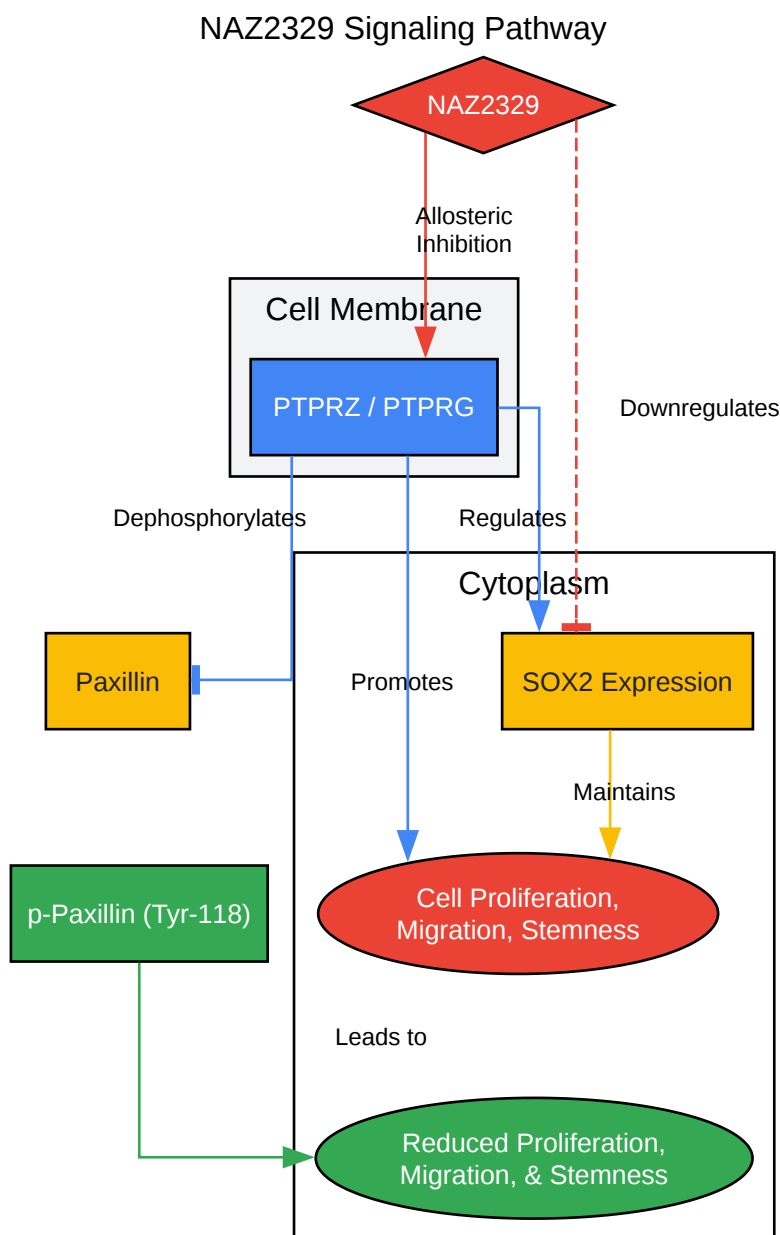 NAZ2329 Signaling Pathway
NAZ2329
Allosteric
Inhibition
Cell Membrane
PTPRZ / PTPRG
Downregulates
Dephosphorylates
Regulates
Cytoplasm
Paxillin
Promotes
SOX2 Expression
Maintains
p-Paxillin (Tyr-118)
Cell Proliferation,
Migration, Stemness
Leads to
Reduced Proliferation,
Migration, & Stemness